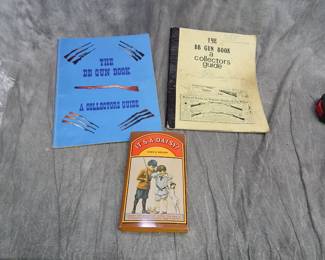 THE
BB GUN BOOK
A COLLECTORS GUIDE
THE
BB GUN BOOK
a
collectors
guide
IT'S A DAISY!